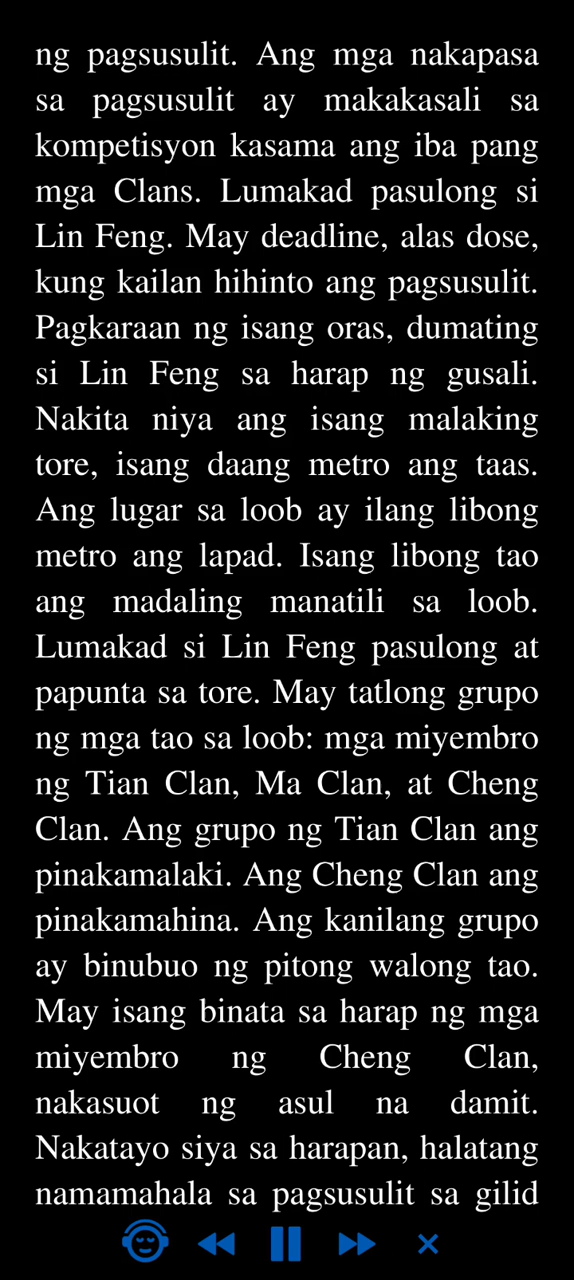 ng pagsusulit. Ang mga nakapasa
sa pagsusulit ay makakasali sa
kompetisyon kasama ang iba pang
mga Clans. Lumakad pasulong si
Lin Feng. May deadline, alas dose,
kung kailan hihinto ang pagsusulit.
Pagkaraan ng isang oras, dumating
si Lin Feng sa harap ng gusali.
Nakita niya ang isang malaking
tore, isang daang metro ang taas.
Ang lugar sa loob ay ilang libong
metro ang lapad. Isang libong tao
ang madaling manatili sa loob.
Lumakad si Lin Feng pasulong at
papunta sa tore. May tatlong grupo
ng mga tao sa loob: mga miyembro
ng Tian Clan, Ma Clan, at Cheng
Clan. Ang grupo ng Tian Clan ang
pinakamalaki. Ang Cheng Clan ang
pinakamahina. Ang kanilang grupo
ay binubuo ng pitong walong tao.
May isang binata sa harap ng mga
miyembro ng Cheng Clan,
nakasuot ng asul na damit.
Nakatayo siya sa harapan, halatang
namamahala sa pagsusulit sa gilid